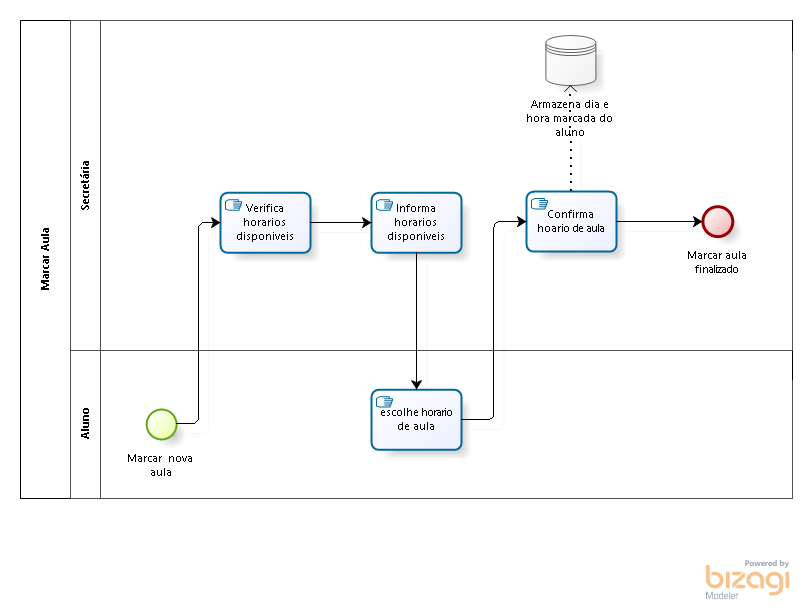 Marcar Aula
Secretária
Armazena dia e
hora marcada do
aluno
Verifica
horarios
disponiveis
Informa
horarios
disponiveis
Confirma
hoario de aula
Marcar aula
finalizado
Aluno
Marcar nova
aula
escolhe horario
de aula
Powered by
bizagi
Modeler